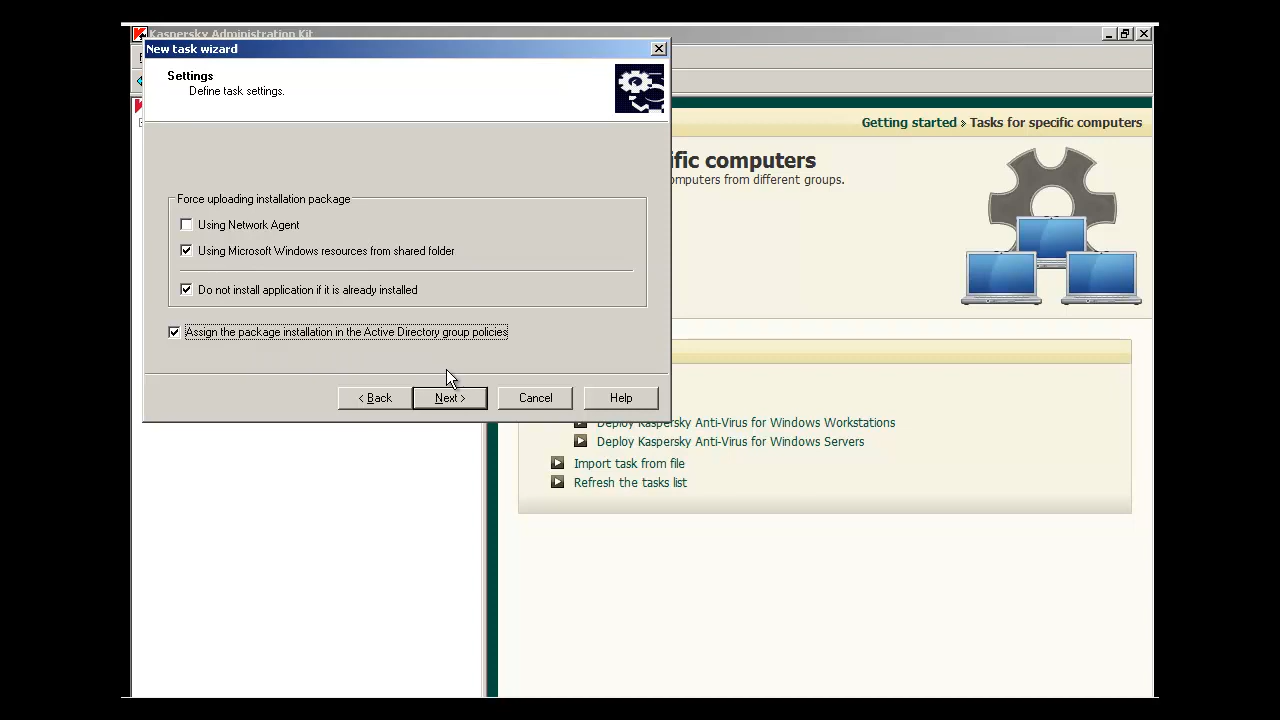 Kaspersky Administration Kit
New task wizard
Settings
Define task settings.
Getting started » Tasks for specific computers
ific computers
omputers from different groups.
Force uploading installation package
Using Network Agent
Using Microsoft Windows resources from shared folder
Do not install application if it is already installed
Assign the package installation in the Active Directory group policies
< Back
Next >
Cancel
Help
Deploy Kaspersky Anti-Virus for Windows Workstations
Deploy Kaspersky Anti-Virus for Windows Servers
Import task from file
Refresh the tasks list